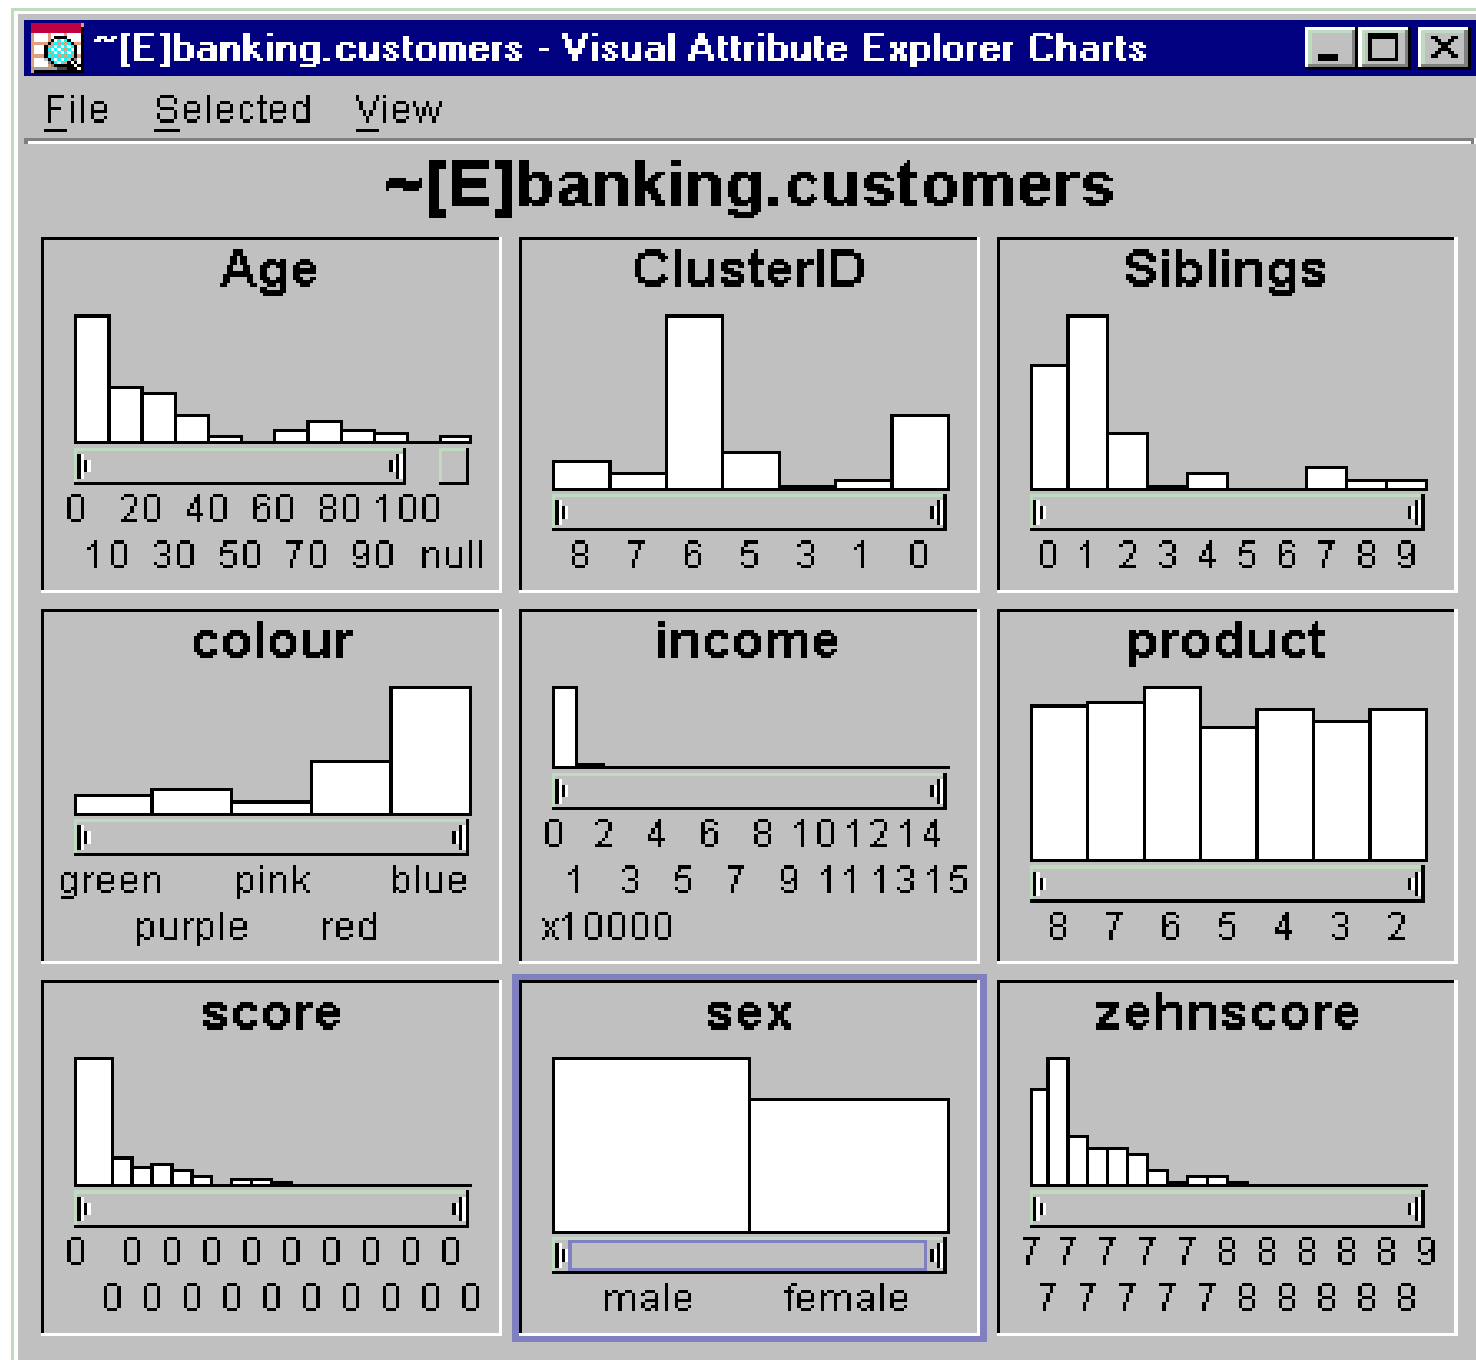 ~[E]banking.customers - Visual Attribute Explorer Charts
File Selected View
~[E]banking.customers
Age
0 20 40 60 80 100
10 30 50 70 90 null
ClusterID
8 7 6 5 3 1 0
Siblings
0 1 2 3 4 5 6 7 8 9
colour
green pink blue
purple red
income
0 2 4 6 8 10 12 14
1 3 5 7 9 11 13 15
x10000
product
8 7 6 5 4 3 2
score
0 0 0 0 0 0 0 0 0 0
0 0 0 0 0 0 0 0 0 0
sex
male female
zehnscore
7 7 7 7 7 8 8 8 8 8 9
7 7 7 7 7 8 8 8 8 8